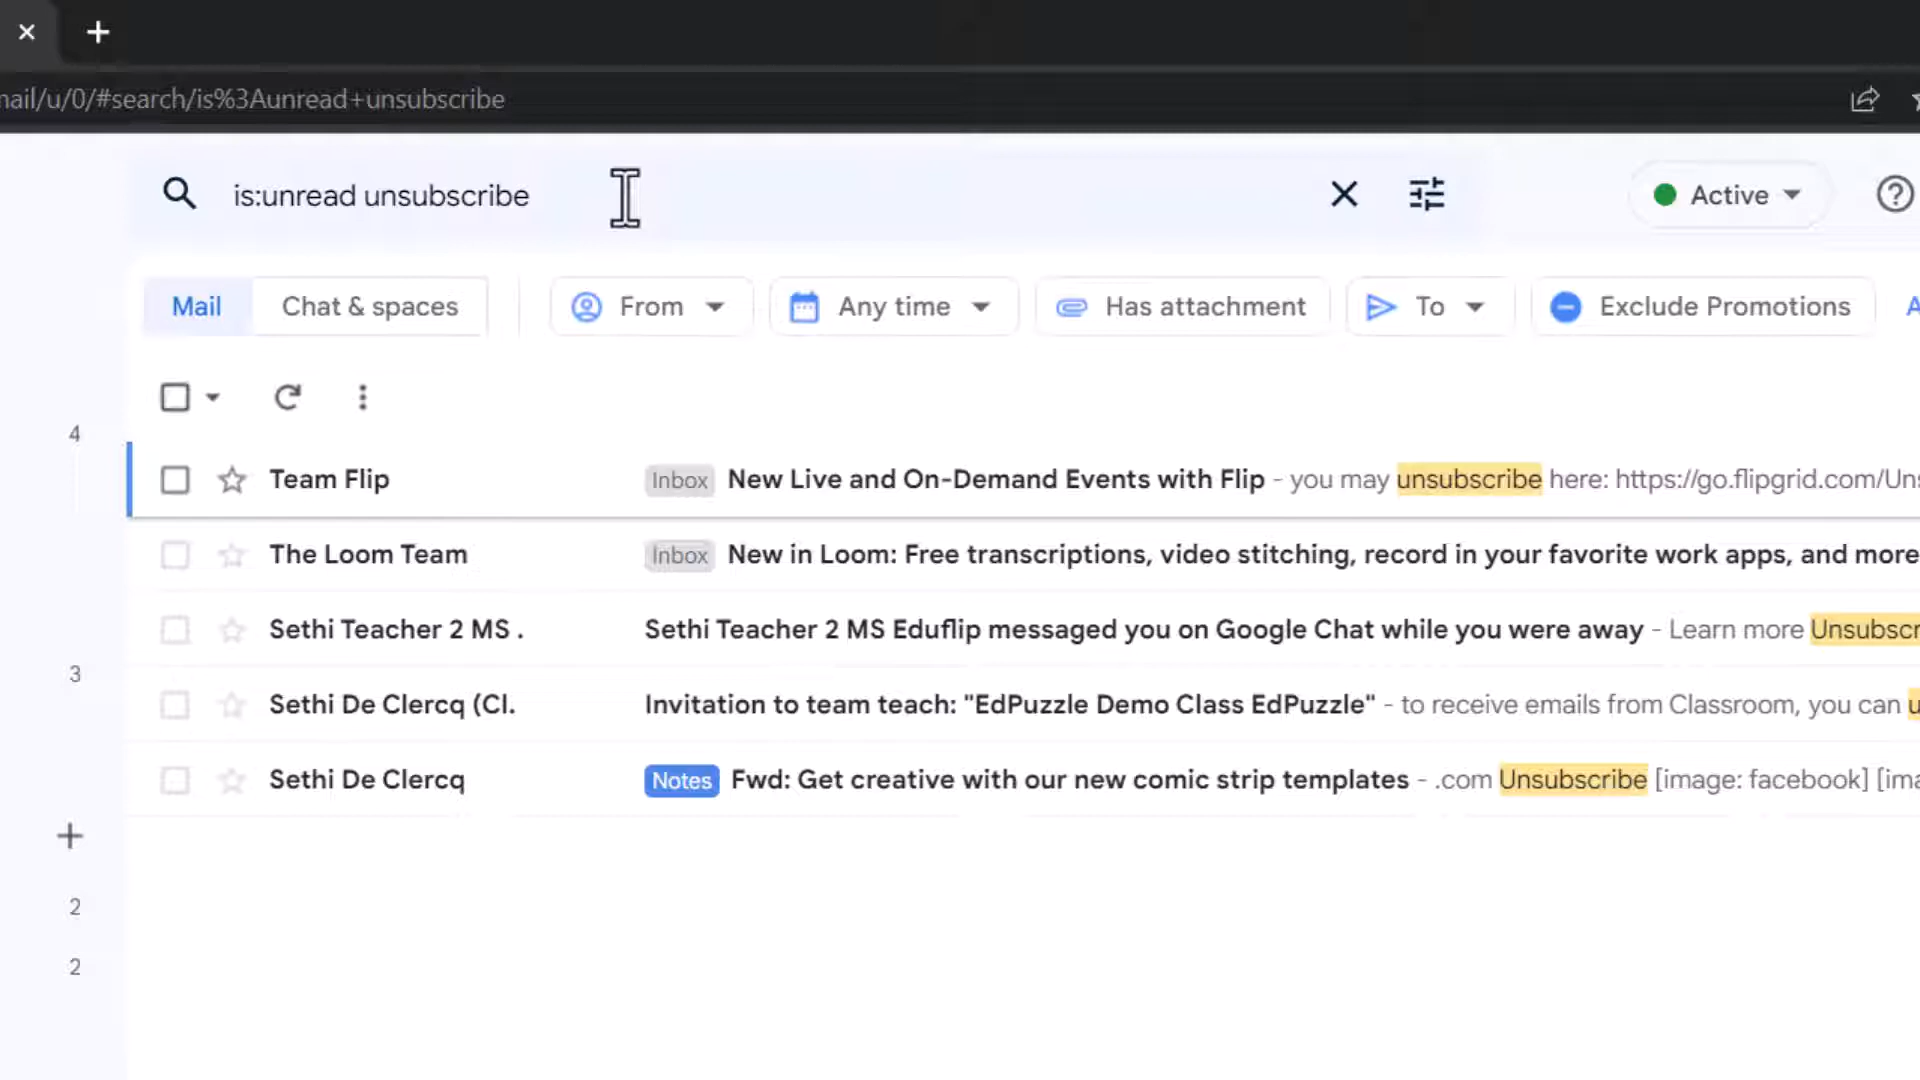 mail/u/0/#search/is%3Aunread+unsubscribe
is:unread unsubscribe
Active
Mail Chat & spaces From Any time Has attachment To Exclude Promotions
4
Team Flip Inbox New Live and On-Demand Events with Flip - you may unsubscribe here: https://go.flipgrid.com/Uns
The Loom Team Inbox New in Loom: Free transcriptions, video stitching, record in your favorite work apps, and more
Sethi Teacher 2 MS . Sethi Teacher 2 MS Eduflip messaged you on Google Chat while you were away - Learn more Unsubscr
3
Sethi De Clercq (Cl. Invitation to team teach: "EdPuzzle Demo Class EdPuzzle" - to receive emails from Classroom, you can u
Sethi De Clercq Notes Fwd: Get creative with our new comic strip templates - .com Unsubscribe [image: facebook] [ima
2
2